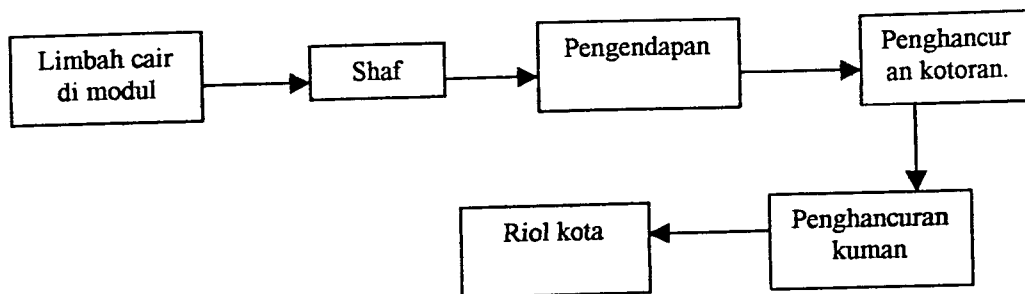 Limbah cair
di modul
Shaf
Pengendapan
Penghancur
an kotoran.
Penghancuran
kuman
Riol kota